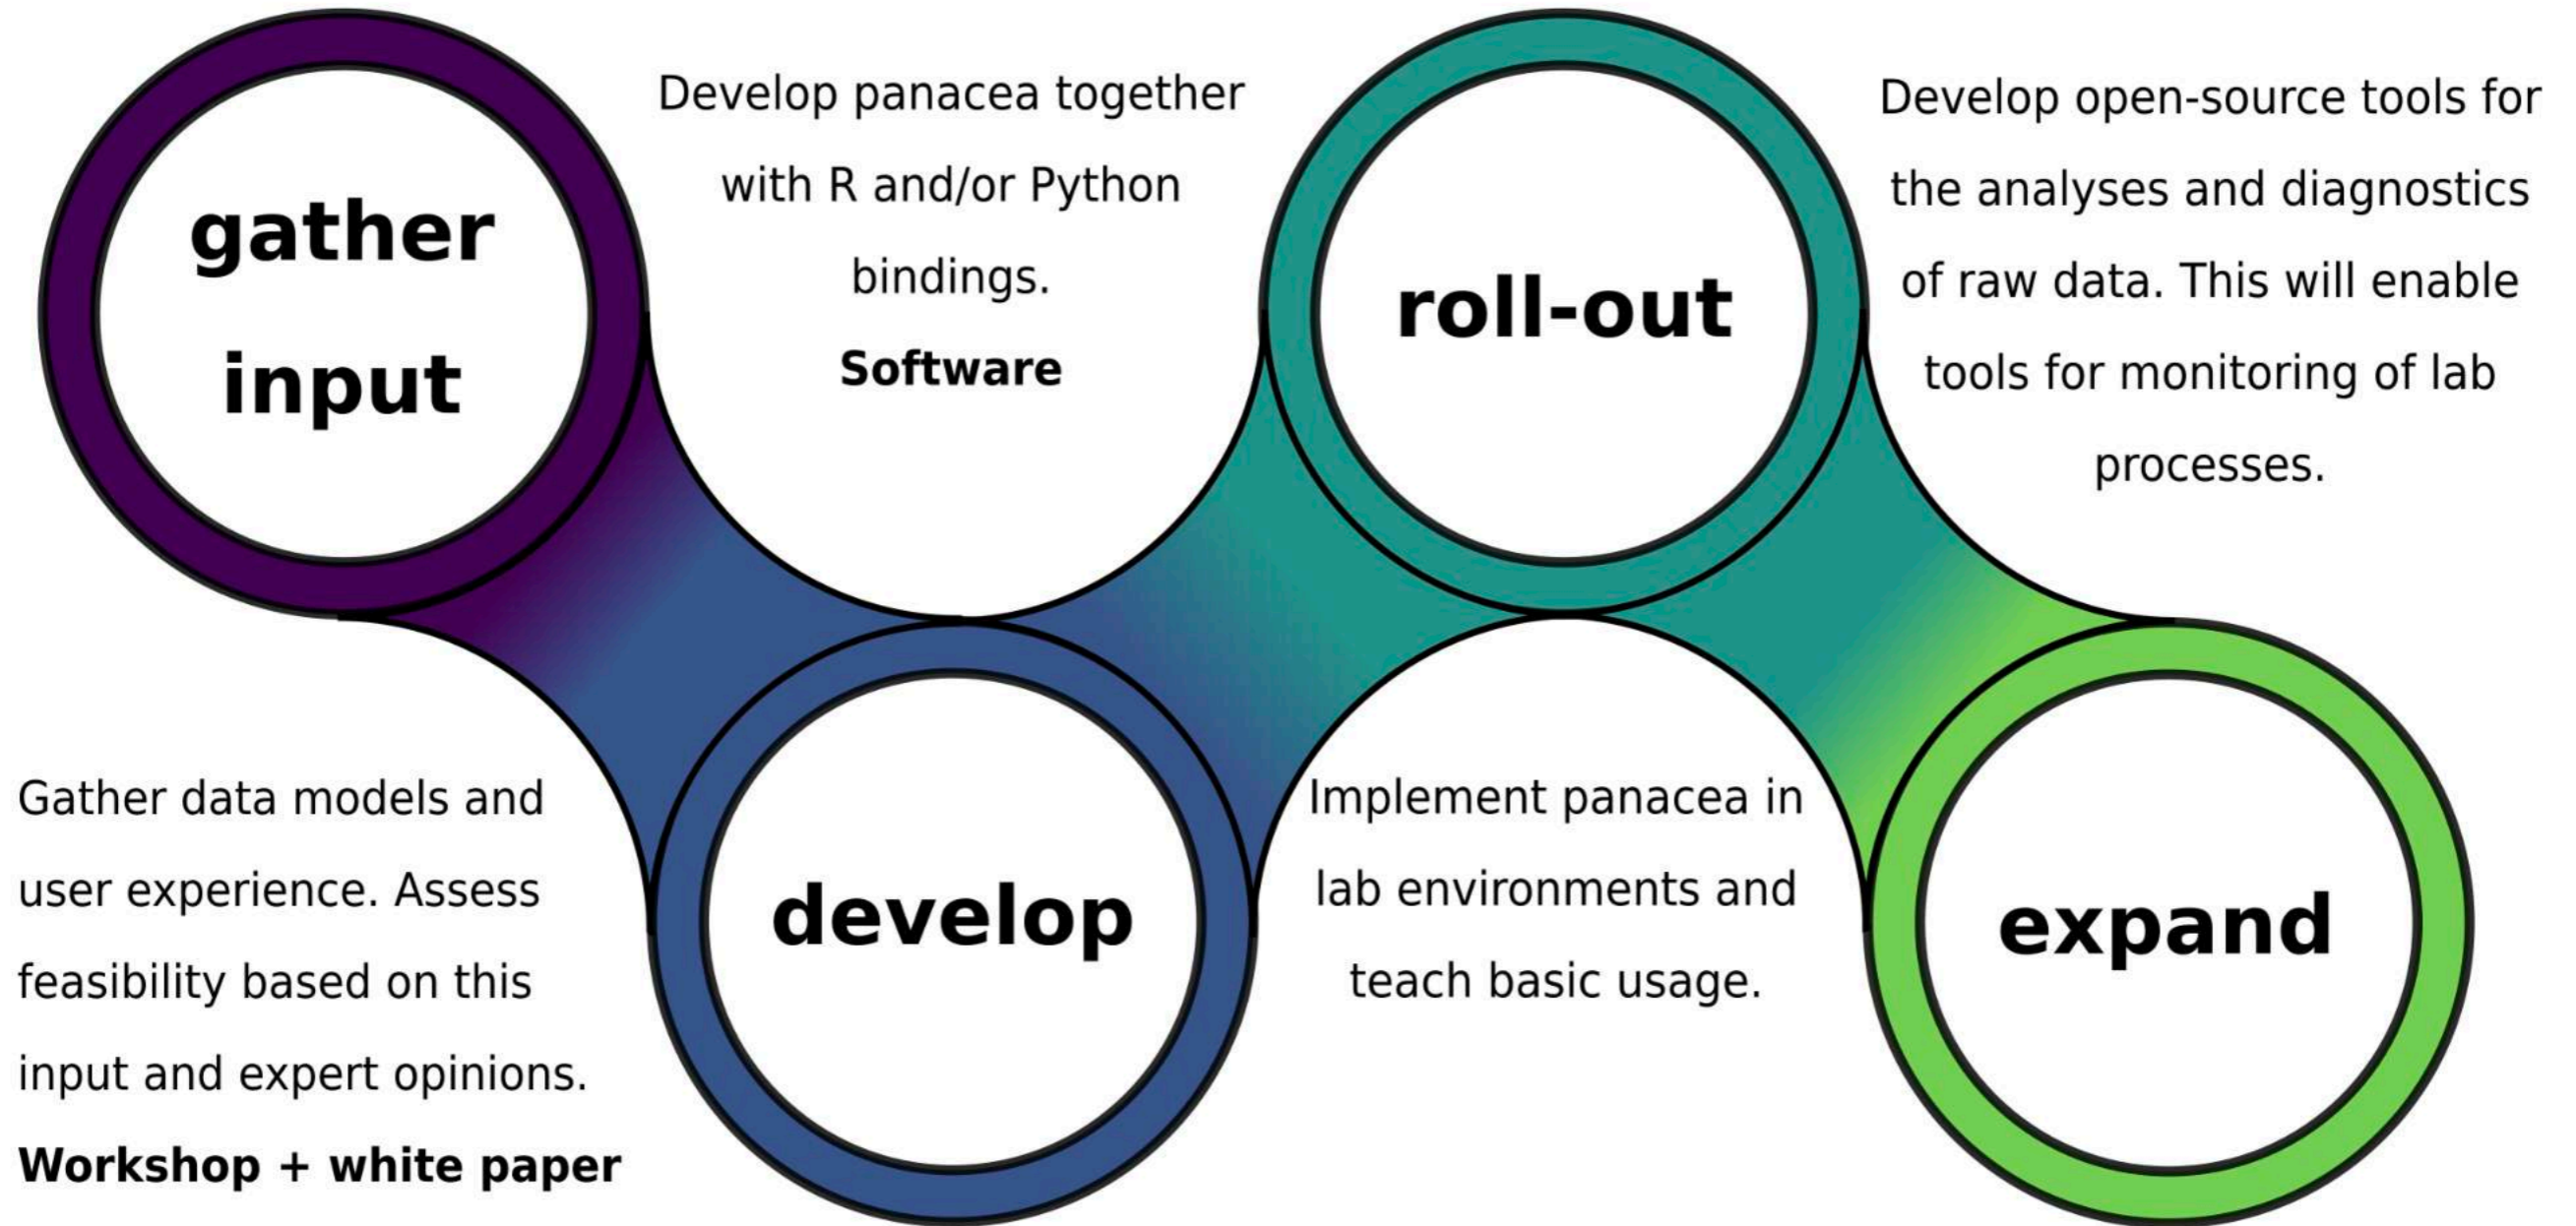 gather
input
Gather data models and
user experience. Assess
feasibility based on this
input and expert opinions.
Workshop + white paper
Develop panacea together
with R and/or Python
bindings.
Software
develop
roll-out
Implement panacea in
lab environments and
teach basic usage.
Develop open-source tools for
the analyses and diagnostics
of raw data. This will enable
tools for monitoring of lab
processes.
expand